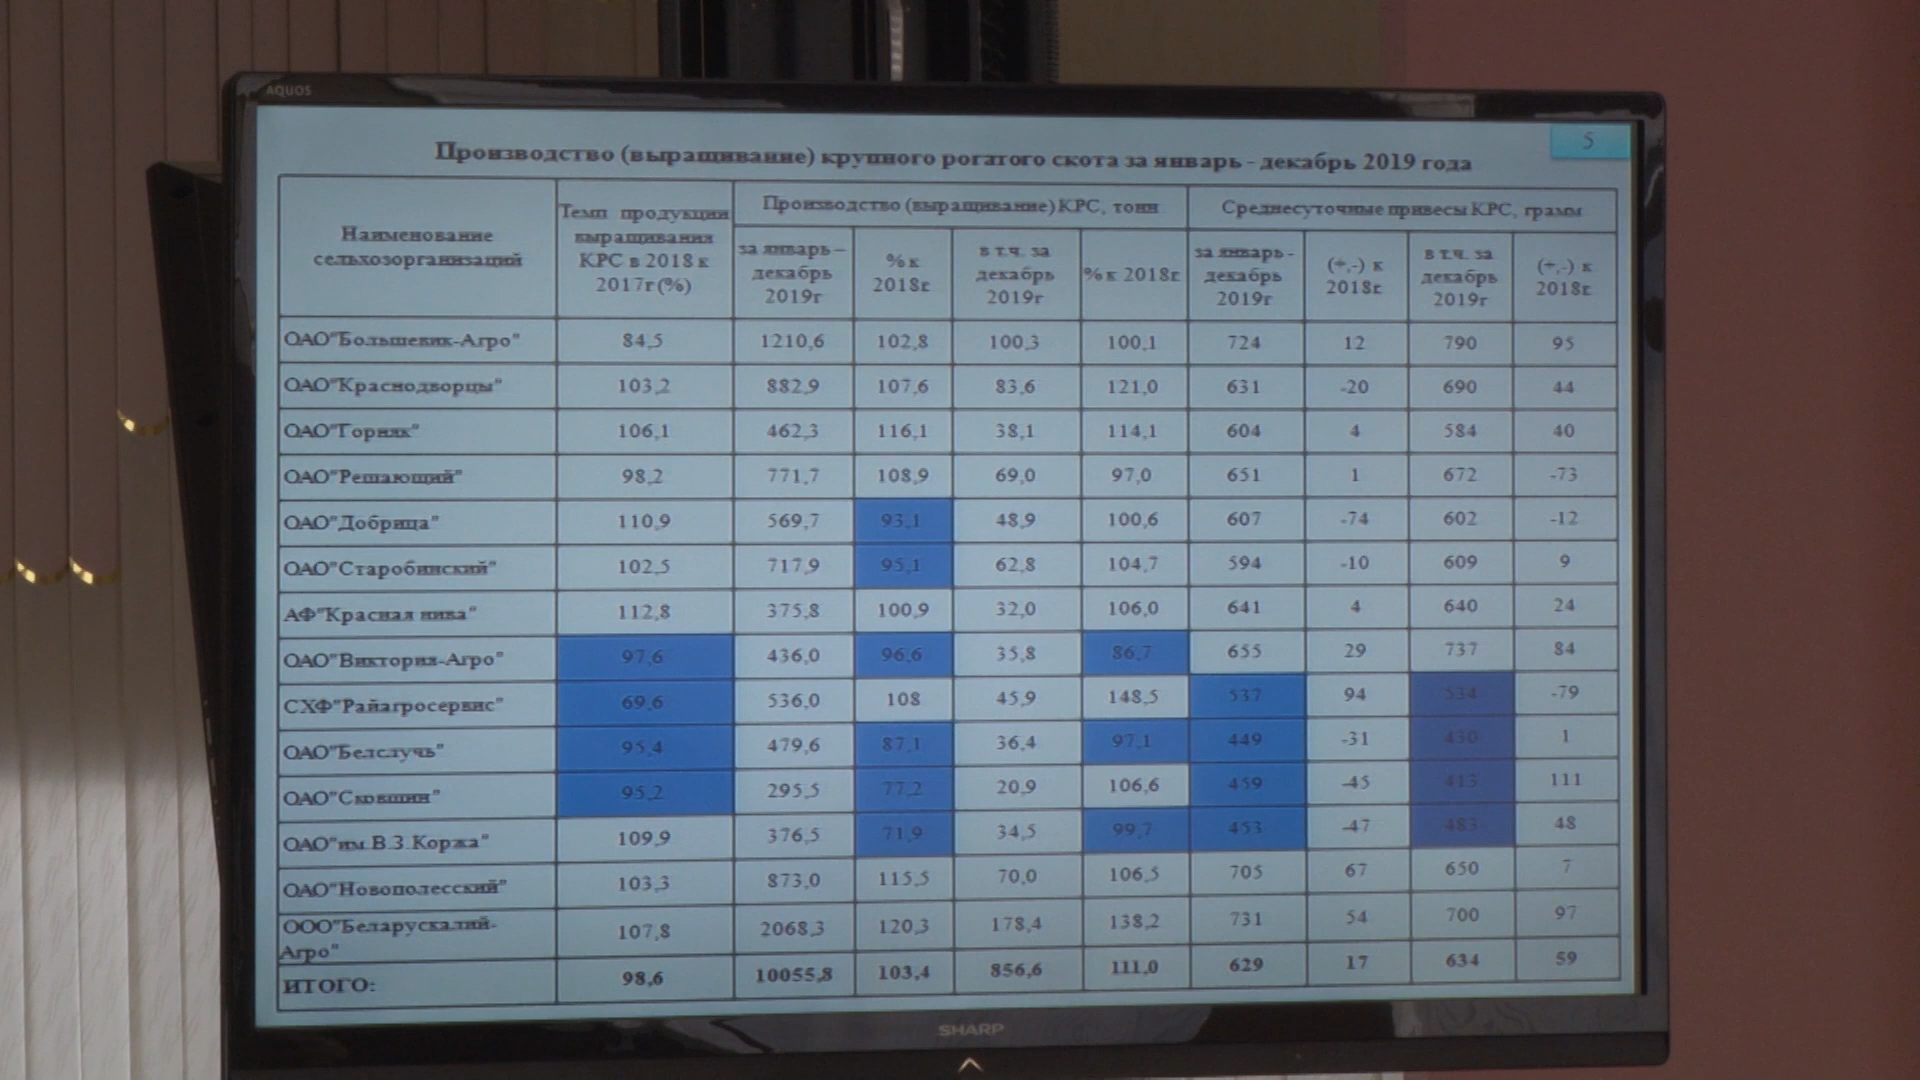 AQUOS
5
Производство (выращивание) крупного рогатого скота за январь - декабрь 2019 года
Наименование сельхозорганизаций | Темп продукции выращивания КРС в 2018 к 2017г(%) | Производство (выращивание) КРС, тонн | Среднесуточные привесы КРС, грамм
за январь – декабрь 2019г | % к 2018г | в т.ч. за декабрь 2019г | % к 2018г | за январь - декабрь 2019г | (+,-) к 2018г | в т.ч. за декабрь 2019г | (+,-) к 2018г
ОАО"Большевик-Агро" 84,5 1210,6 102,8 100,3 100,1 724 12 790 95
ОАО"Краснодворцы" 103,2 882,9 107,6 83,6 121,0 631 -20 690 44
ОАО"Горняк" 106,1 462,3 116,1 38,1 114,1 604 4 584 40
ОАО"Решающий" 98,2 771,7 108,9 69,0 97,0 651 1 672 -73
ОАО"Добрица" 110,9 569,7 93,1 48,9 100,6 607 -74 602 -12
ОАО"Старобинский" 102,5 717,9 95,1 62,8 104,7 594 -10 609 9
АФ"Красная нива" 112,8 375,8 100,9 32,0 106,0 641 4 640 24
ОАО"Виктория-Агро" 97,6 436,0 96,6 35,8 86,7 655 29 737 84
СХФ"Райагросервис" 69,6 536,0 108 45,9 148,5 537 94 534 -79
ОАО"Белслучь" 95,4 479,6 87,1 36,4 97,1 449 -31 430 1
ОАО"Сковшин" 95,2 295,5 77,2 20,9 106,6 459 -45 413 111
ОАО"им.В.З.Коржа" 109,9 376,5 71,9 34,5 99,7 453 -47 483 48
ОАО"Новополесский" 103,3 873,0 115,5 70,0 106,5 705 67 650 7
ООО"Беларускалий-Агро" 107,8 2068,3 120,3 178,4 138,2 731 54 700 97
ИТОГО: 98,6 10055,8 103,4 856,6 111,0 629 17 634 59
SHARP